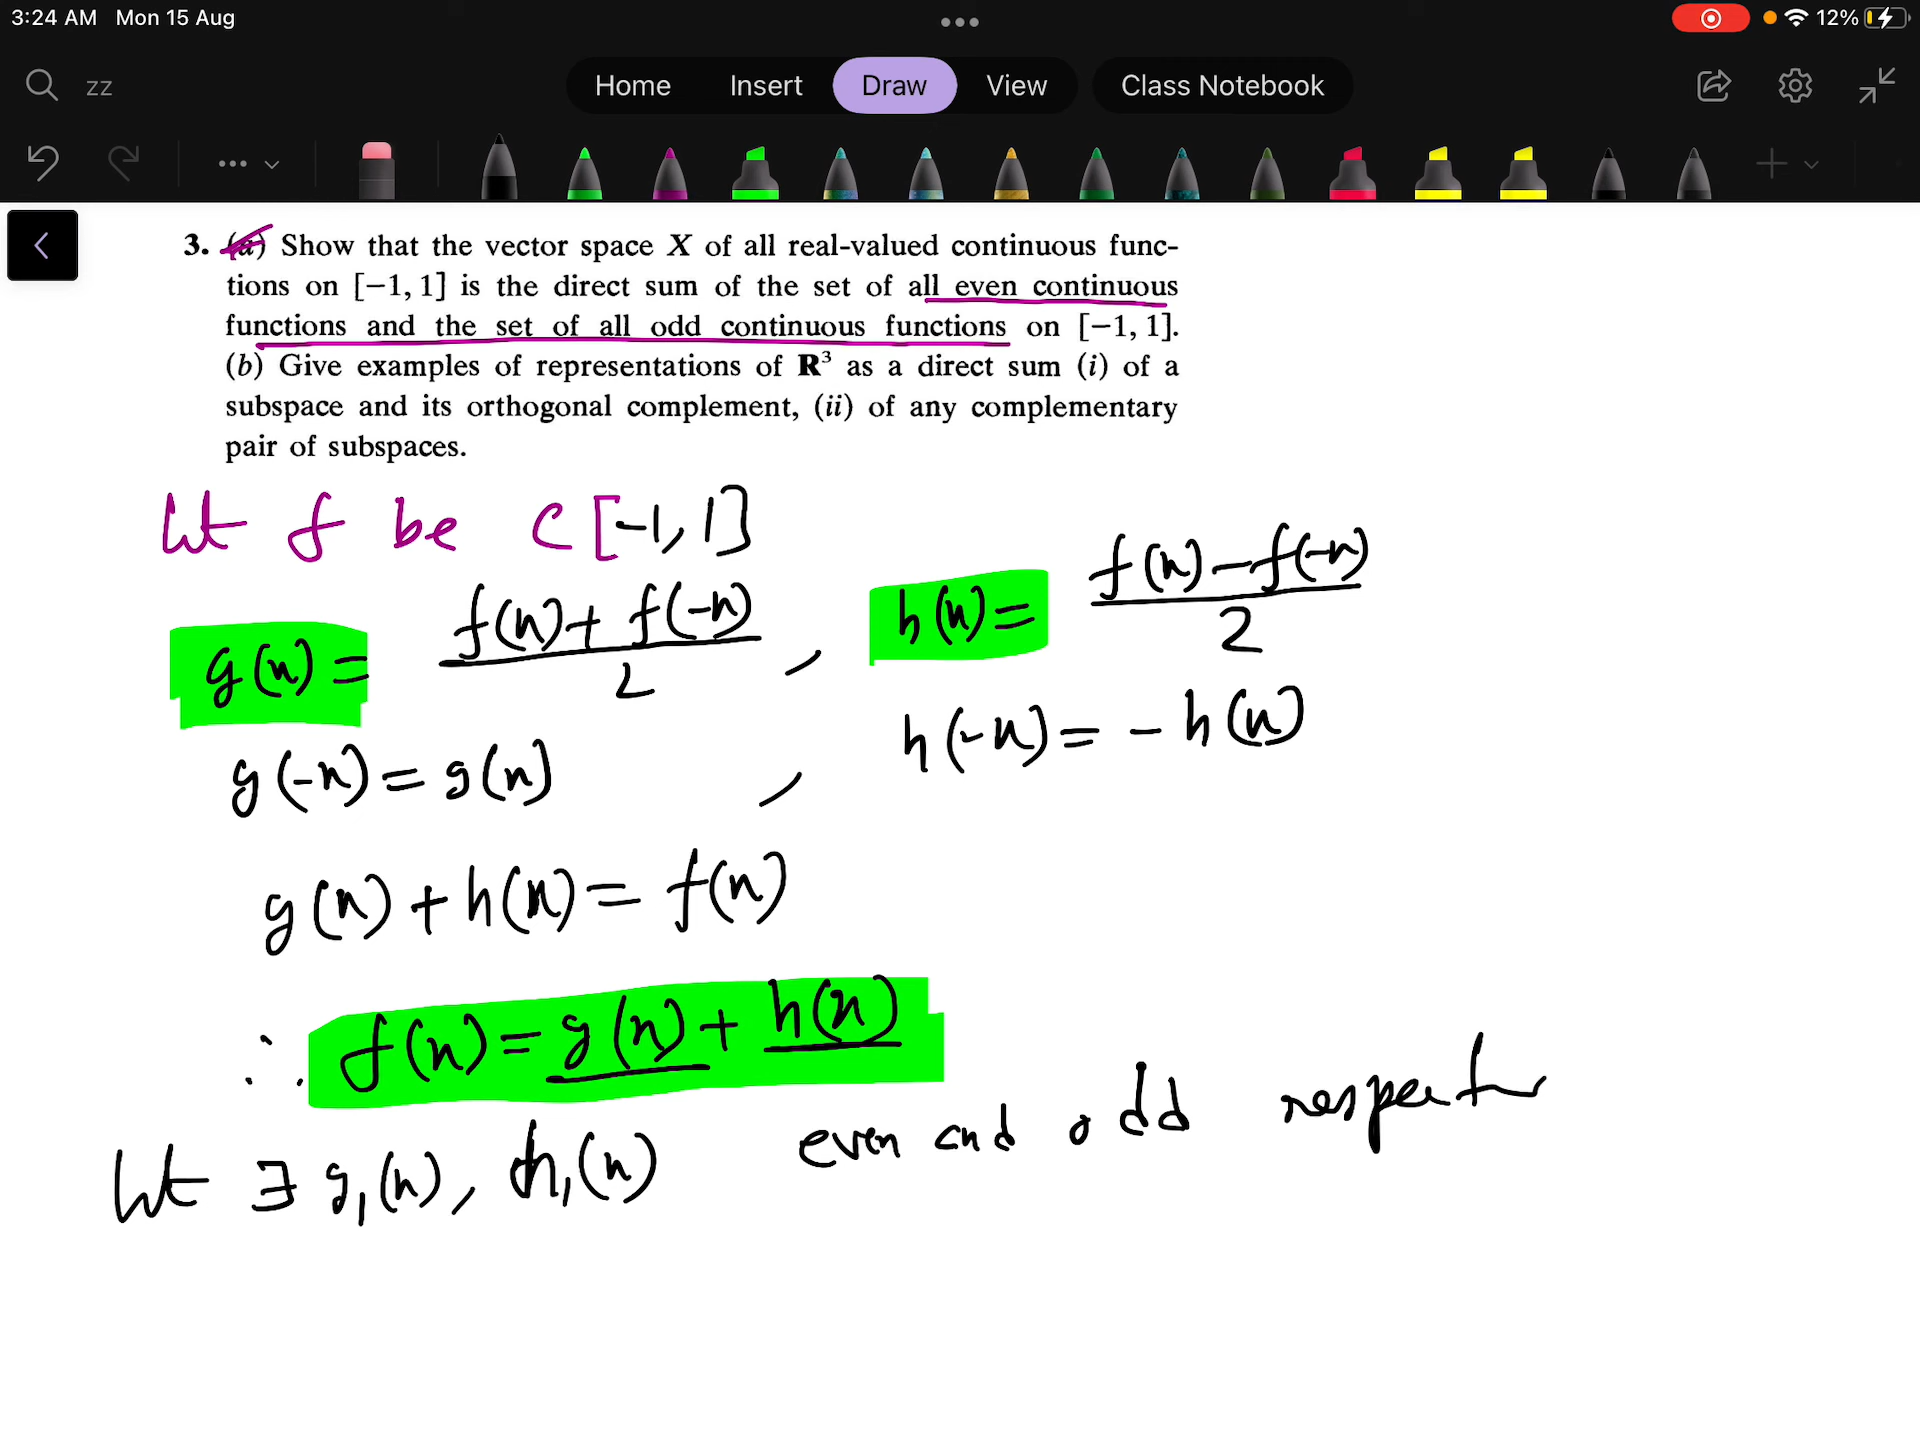 3:24 AM Mon 15 Aug
12%
zz
Home Insert Draw View Class Notebook
3. (a) Show that the vector space X of all real-valued continuous func-
tions on [−1, 1] is the direct sum of the set of all even continuous
functions and the set of all odd continuous functions on [−1, 1].
(b) Give examples of representations of R³ as a direct sum (i) of a
subspace and its orthogonal complement, (ii) of any complementary
pair of subspaces.
let f be C[-1, 1]
g(x) = (f(x) + f(-x))/2 , h(x) = (f(x) - f(-x))/2
g(-x) = g(x) , h(-x) = - h(x)
g(x) + h(x) = f(x)
∴ f(x) = g(x) + h(x)
let ∃ g₁(x), h₁(x) even and odd